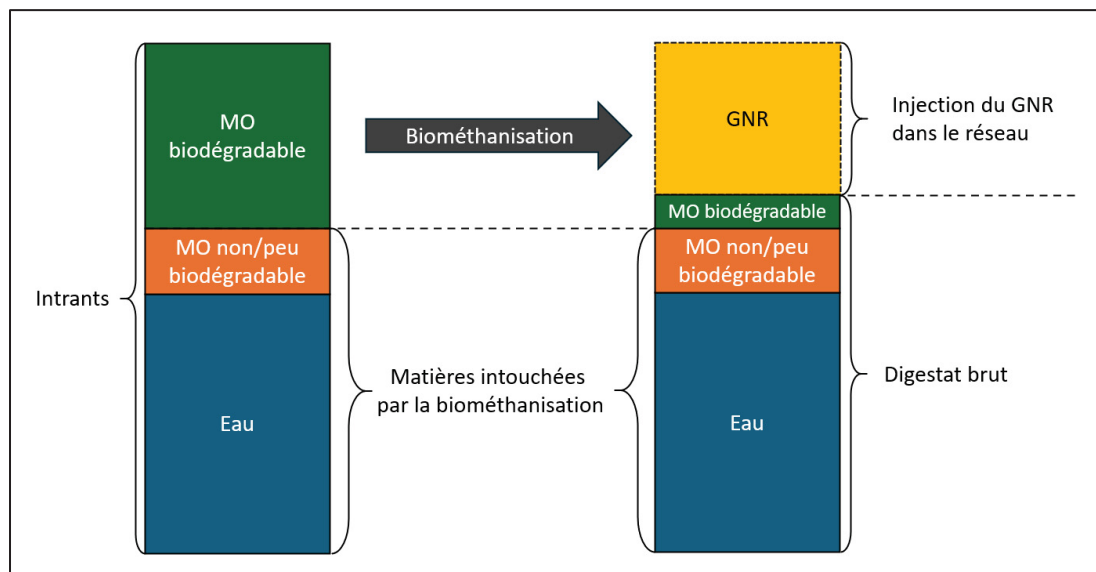 MO
biodégradable
Biométhanisation
GNR
Injection du GNR
dans le réseau
MO biodégradable
MO non/peu
biodégradable
MO non/peu
biodégradable
Intrants
Matières intouchées
par la biométhanisation
Digestat brut
Eau
Eau